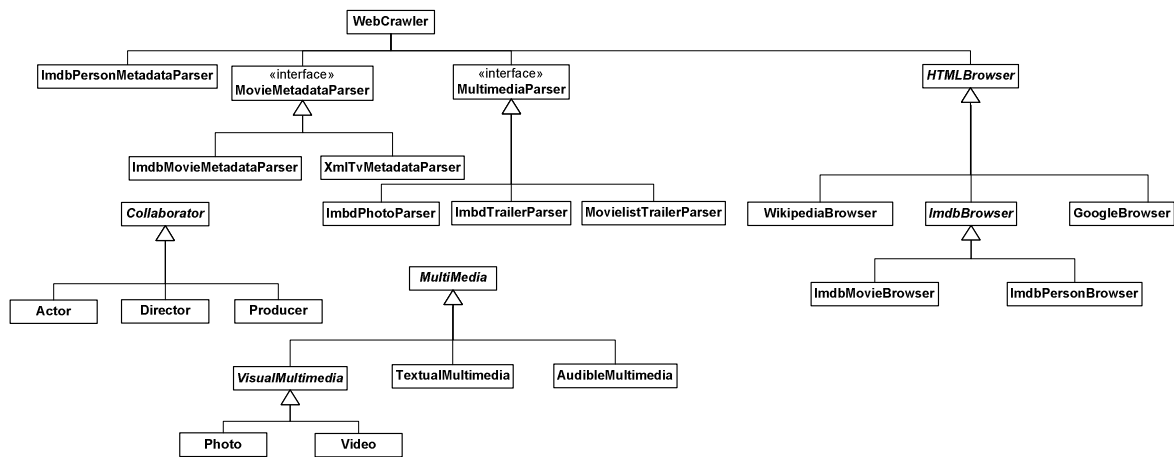 WebCrawler
ImdbPersonMetadataParser
«interface»
MovieMetadataParser
«interface»
MultimediaParser
HTMLBrowser
ImdbMovieMetadataParser
XmlTvMetadataParser
ImbdPhotoParser
ImbdTrailerParser
MovielistTrailerParser
WikipediaBrowser
ImdbBrowser
GoogleBrowser
Collaborator
ImdbMovieBrowser
ImdbPersonBrowser
Actor
Director
Producer
MultiMedia
VisualMultimedia
TextualMultimedia
AudibleMultimedia
Photo
Video